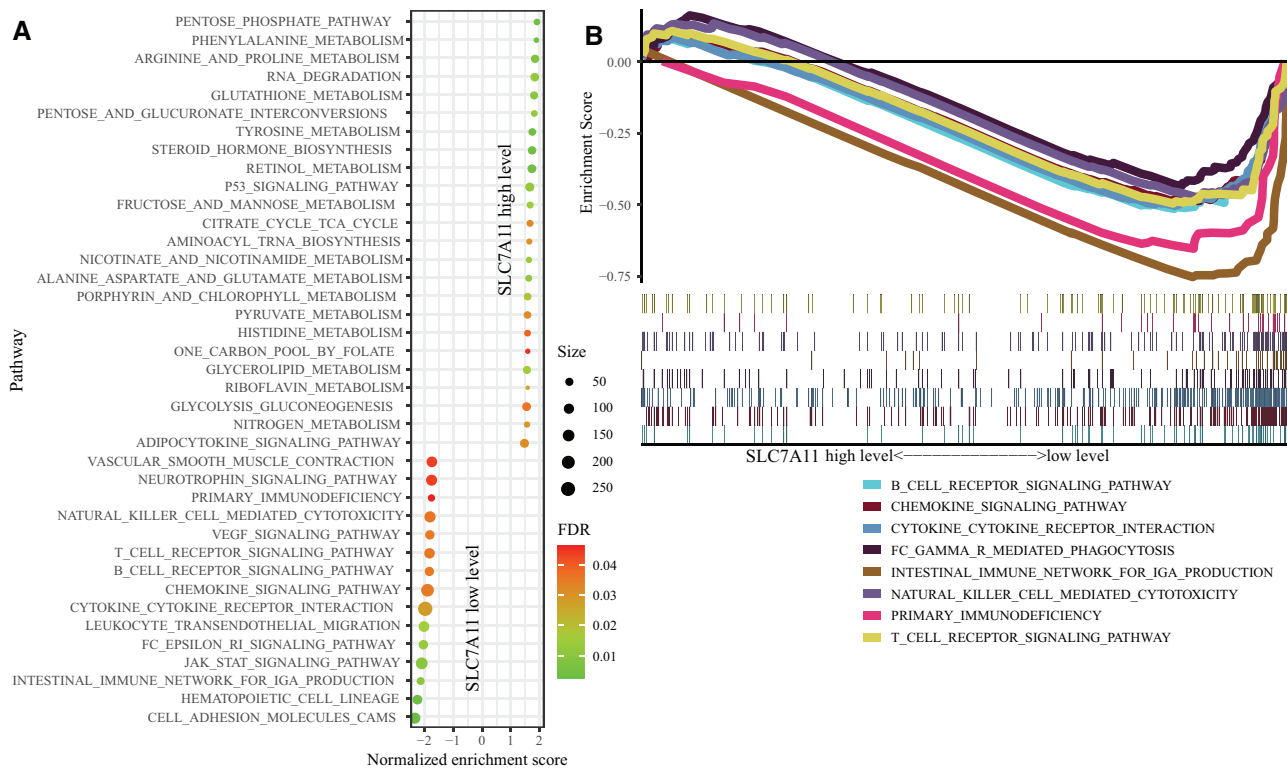 A
PENTOSE_PHOSPHATE_PATHWAY
PHENYLALANINE_METABOLISM
ARGININE_AND_PROLINE_METABOLISM
RNA_DEGRADATION
GLUTATHIONE_METABOLISM
PENTOSE_AND_GLUCURONATE_INTERCONVERSIONS
TYROSINE_METABOLISM
STEROID_HORMONE_BIOSYNTHESIS
RETINOL_METABOLISM
P53_SIGNALING_PATHWAY
FRUCTOSE_AND_MANNOSE_METABOLISM
CITRATE_CYCLE_TCA_CYCLE
AMINOACYL_TRNA_BIOSYNTHESIS
NICOTINATE_AND_NICOTINAMIDE_METABOLISM
ALANINE_ASPARTATE_AND_GLUTAMATE_METABOLISM
PORPHYRIN_AND_CHLOROPHYLL_METABOLISM
PYRUVATE_METABOLISM
HISTIDINE_METABOLISM
ONE_CARBON_POOL_BY_FOLATE
GLYCEROLIPID_METABOLISM
RIBOFLAVIN_METABOLISM
GLYCOLYSIS_GLUCONEOGENESIS
NITROGEN_METABOLISM
ADIPOCYTOKINE_SIGNALING_PATHWAY
VASCULAR_SMOOTH_MUSCLE_CONTRACTION
NEUROTROPHIN_SIGNALING_PATHWAY
PRIMARY_IMMUNODEFICIENCY
NATURAL_KILLER_CELL_MEDIATED_CYTOTOXICITY
VEGF_SIGNALING_PATHWAY
T_CELL_RECEPTOR_SIGNALING_PATHWAY
B_CELL_RECEPTOR_SIGNALING_PATHWAY
CHEMOKINE_SIGNALING_PATHWAY
CYTOKINE_CYTOKINE_RECEPTOR_INTERACTION
LEUKOCYTE_TRANSENDOTHELIAL_MIGRATION
FC_EPSILON_RI_SIGNALING_PATHWAY
JAK_STAT_SIGNALING_PATHWAY
INTESTINAL_IMMUNE_NETWORK_FOR_IGA_PRODUCTION
HEMATOPOIETIC_CELL_LINEAGE
CELL_ADHESION_MOLECULES_CAMS
Pathway
SLC7A11 high level
SLC7A11 low level
−2 −1 0 1 2
Normalized enrichment score
Size
50
100
150
200
250
FDR
0.04
0.03
0.02
0.01
B
Enrichment Score
0.00
−0.25
−0.50
−0.75
SLC7A11 high level<−−−−−−−−−−−−−−>low level
B_CELL_RECEPTOR_SIGNALING_PATHWAY
CHEMOKINE_SIGNALING_PATHWAY
CYTOKINE_CYTOKINE_RECEPTOR_INTERACTION
FC_GAMMA_R_MEDIATED_PHAGOCYTOSIS
INTESTINAL_IMMUNE_NETWORK_FOR_IGA_PRODUCTION
NATURAL_KILLER_CELL_MEDIATED_CYTOTOXICITY
PRIMARY_IMMUNODEFICIENCY
T_CELL_RECEPTOR_SIGNALING_PATHWAY